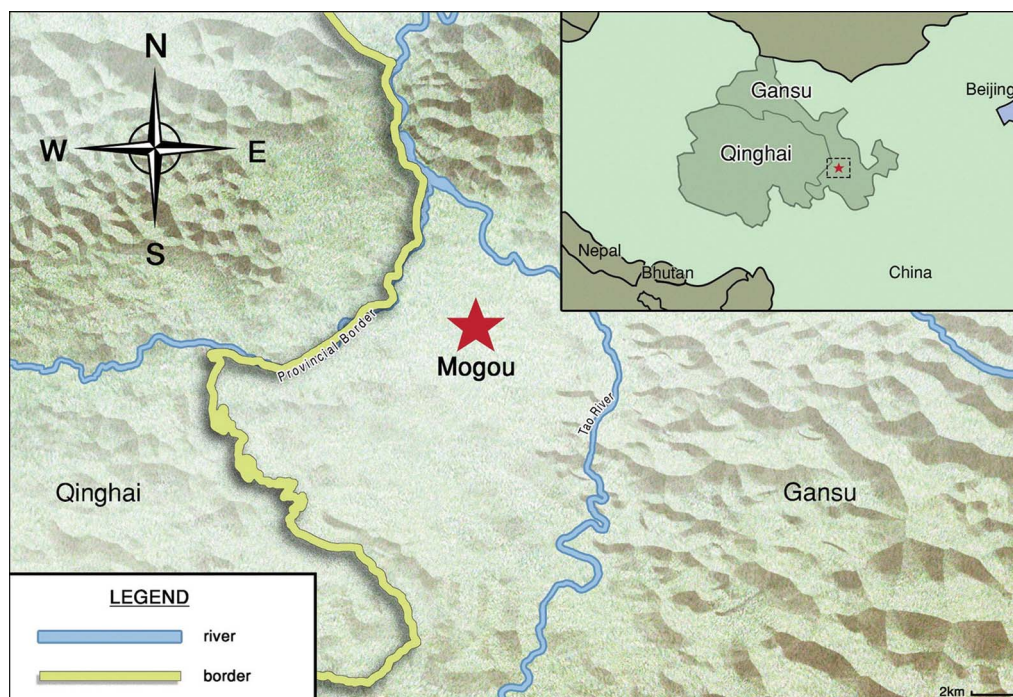 N
W
E
S
Gansu
Qinghai
Beijing
Nepal
Bhutan
China
Provincial Border
Mogou
Tao River
Qinghai
Gansu
LEGEND
river
border
2km